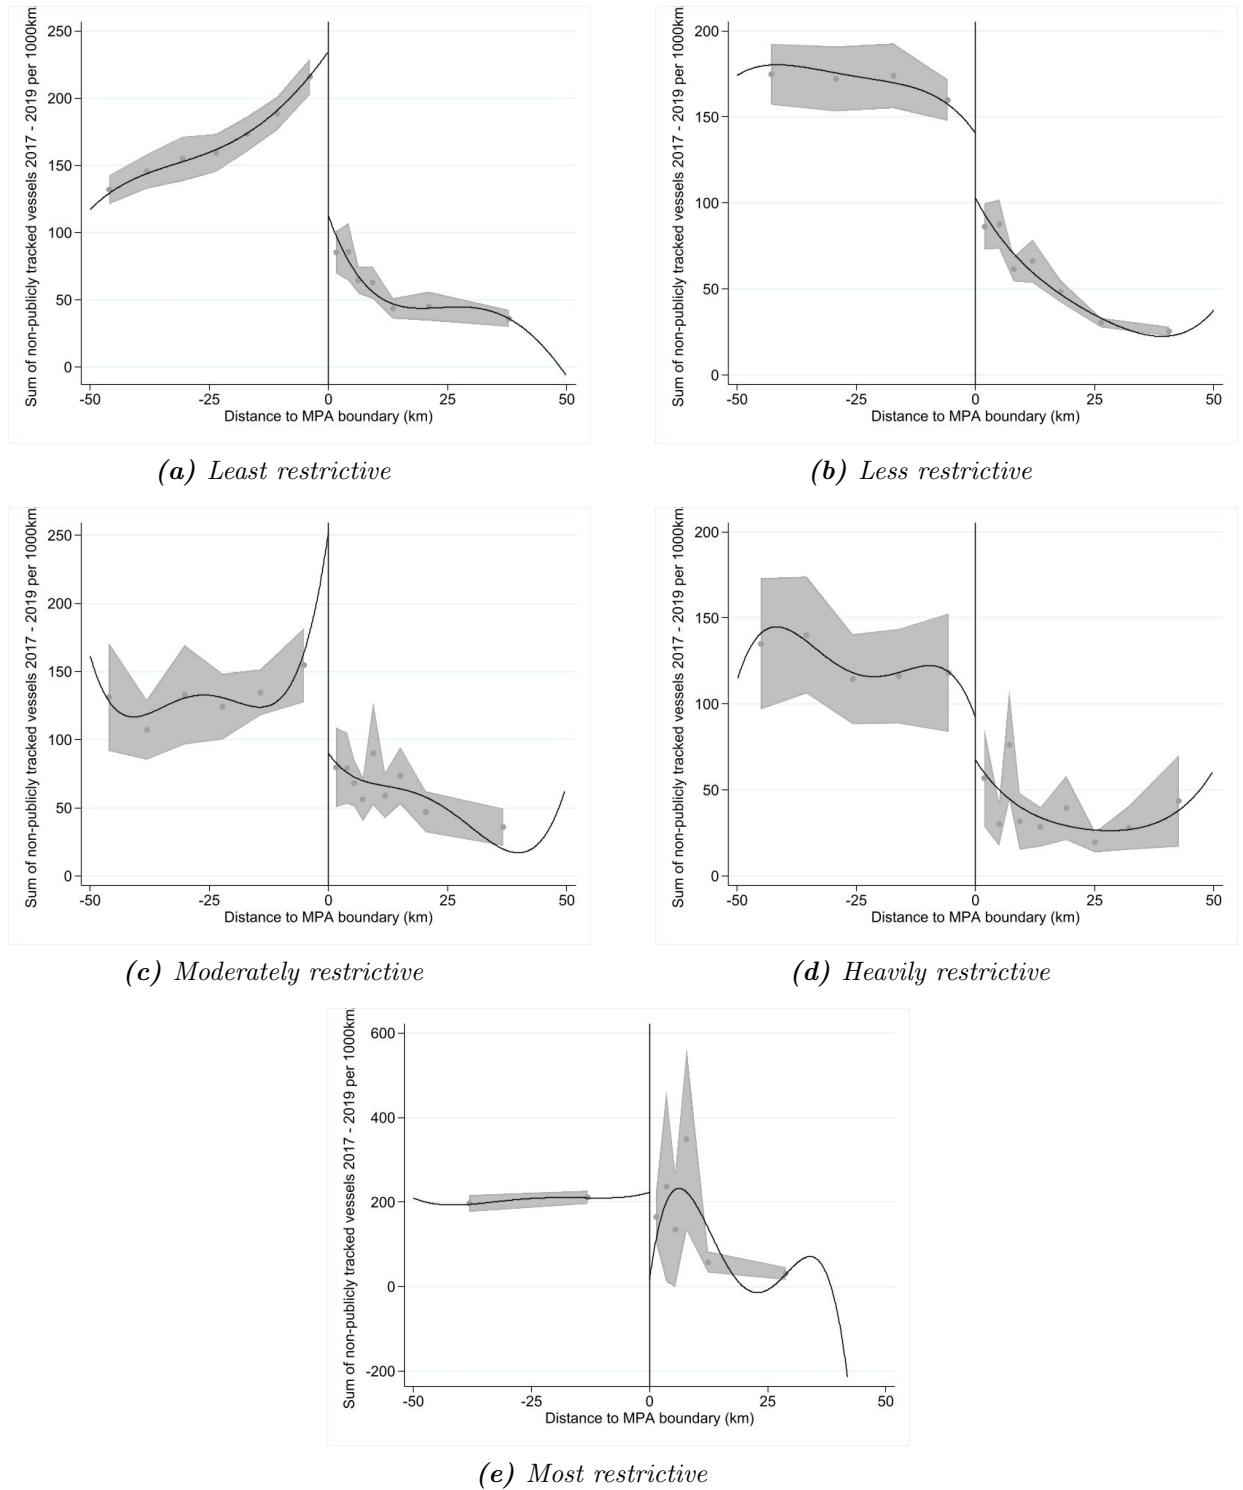 Sum of non-publicly tracked vessels 2017 - 2019 per 1000km
250
200
150
100
50
0
-50 -25 0 25 50
Distance to MPA boundary (km)
(a) Least restrictive
Sum of non-publicly tracked vessels 2017 - 2019 per 1000km
200
150
100
50
0
-50 -25 0 25 50
Distance to MPA boundary (km)
(b) Less restrictive
Sum of non-publicly tracked vessels 2017 - 2019 per 1000km
250
200
150
100
50
0
-50 -25 0 25 50
Distance to MPA boundary (km)
(c) Moderately restrictive
Sum of non-publicly tracked vessels 2017 - 2019 per 1000km
200
150
100
50
0
-50 -25 0 25 50
Distance to MPA boundary (km)
(d) Heavily restrictive
Sum of non-publicly tracked vessels 2017 - 2019 per 1000km
600
400
200
0
-200
-50 -25 0 25 50
Distance to MPA boundary (km)
(e) Most restrictive